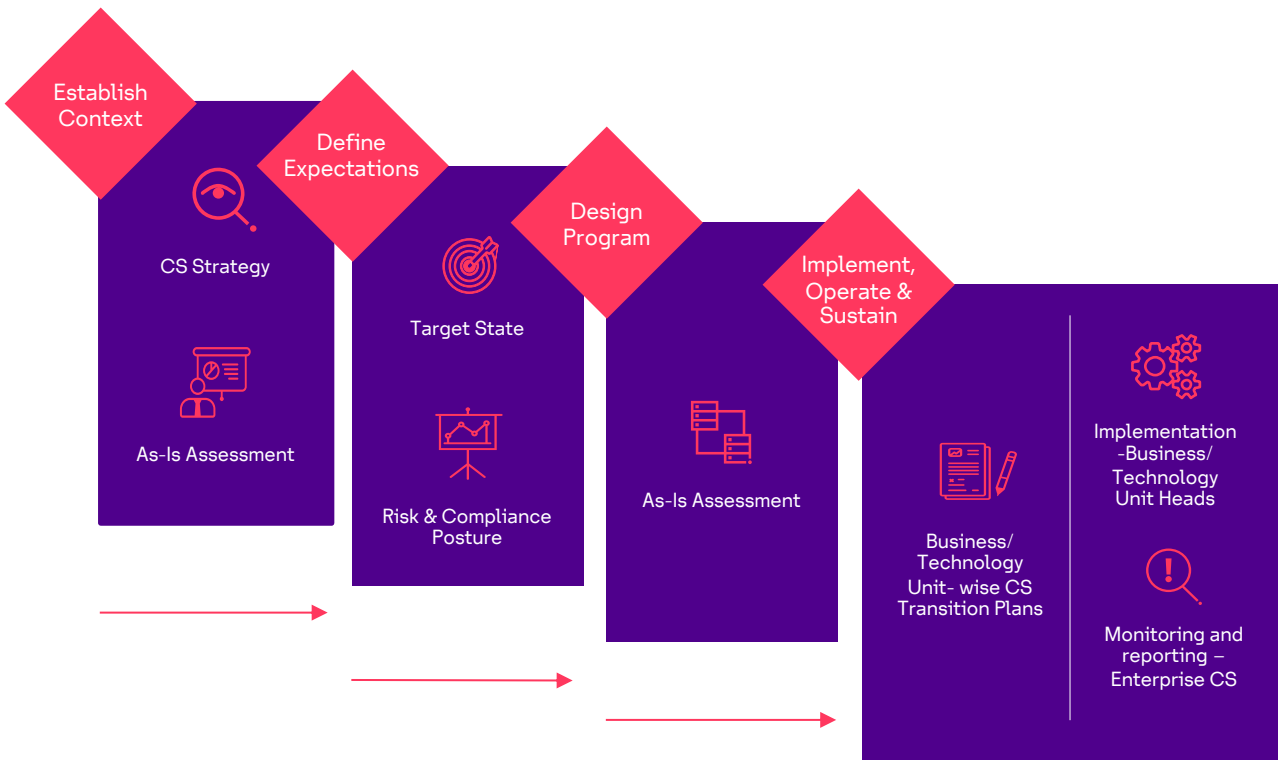 Establish
Context
CS Strategy
As-Is Assessment
Define
Expectations
Target State
Risk & Compliance
Posture
Design
Program
As-Is Assessment
Implement,
Operate &
Sustain
Business/
Technology
Unit- wise CS
Transition Plans
Implementation
-Business/
Technology
Unit Heads
Monitoring and
reporting –
Enterprise CS